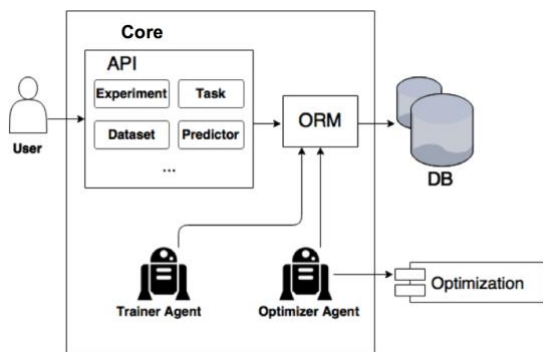 Core
API
Experiment
Task
Dataset
Predictor
...
ORM
User
DB
Trainer Agent
Optimizer Agent
Optimization